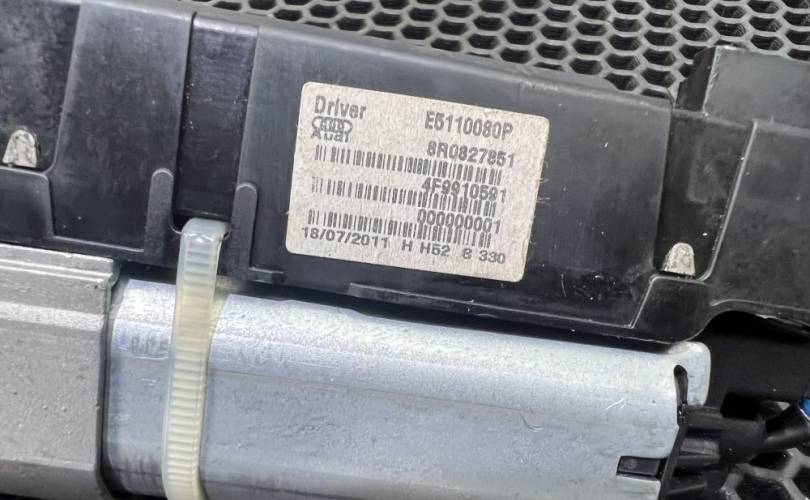 Driver E5110080P
Audi 8R0827851
4F9910591
000000001
18/07/2011 H H52 8 330